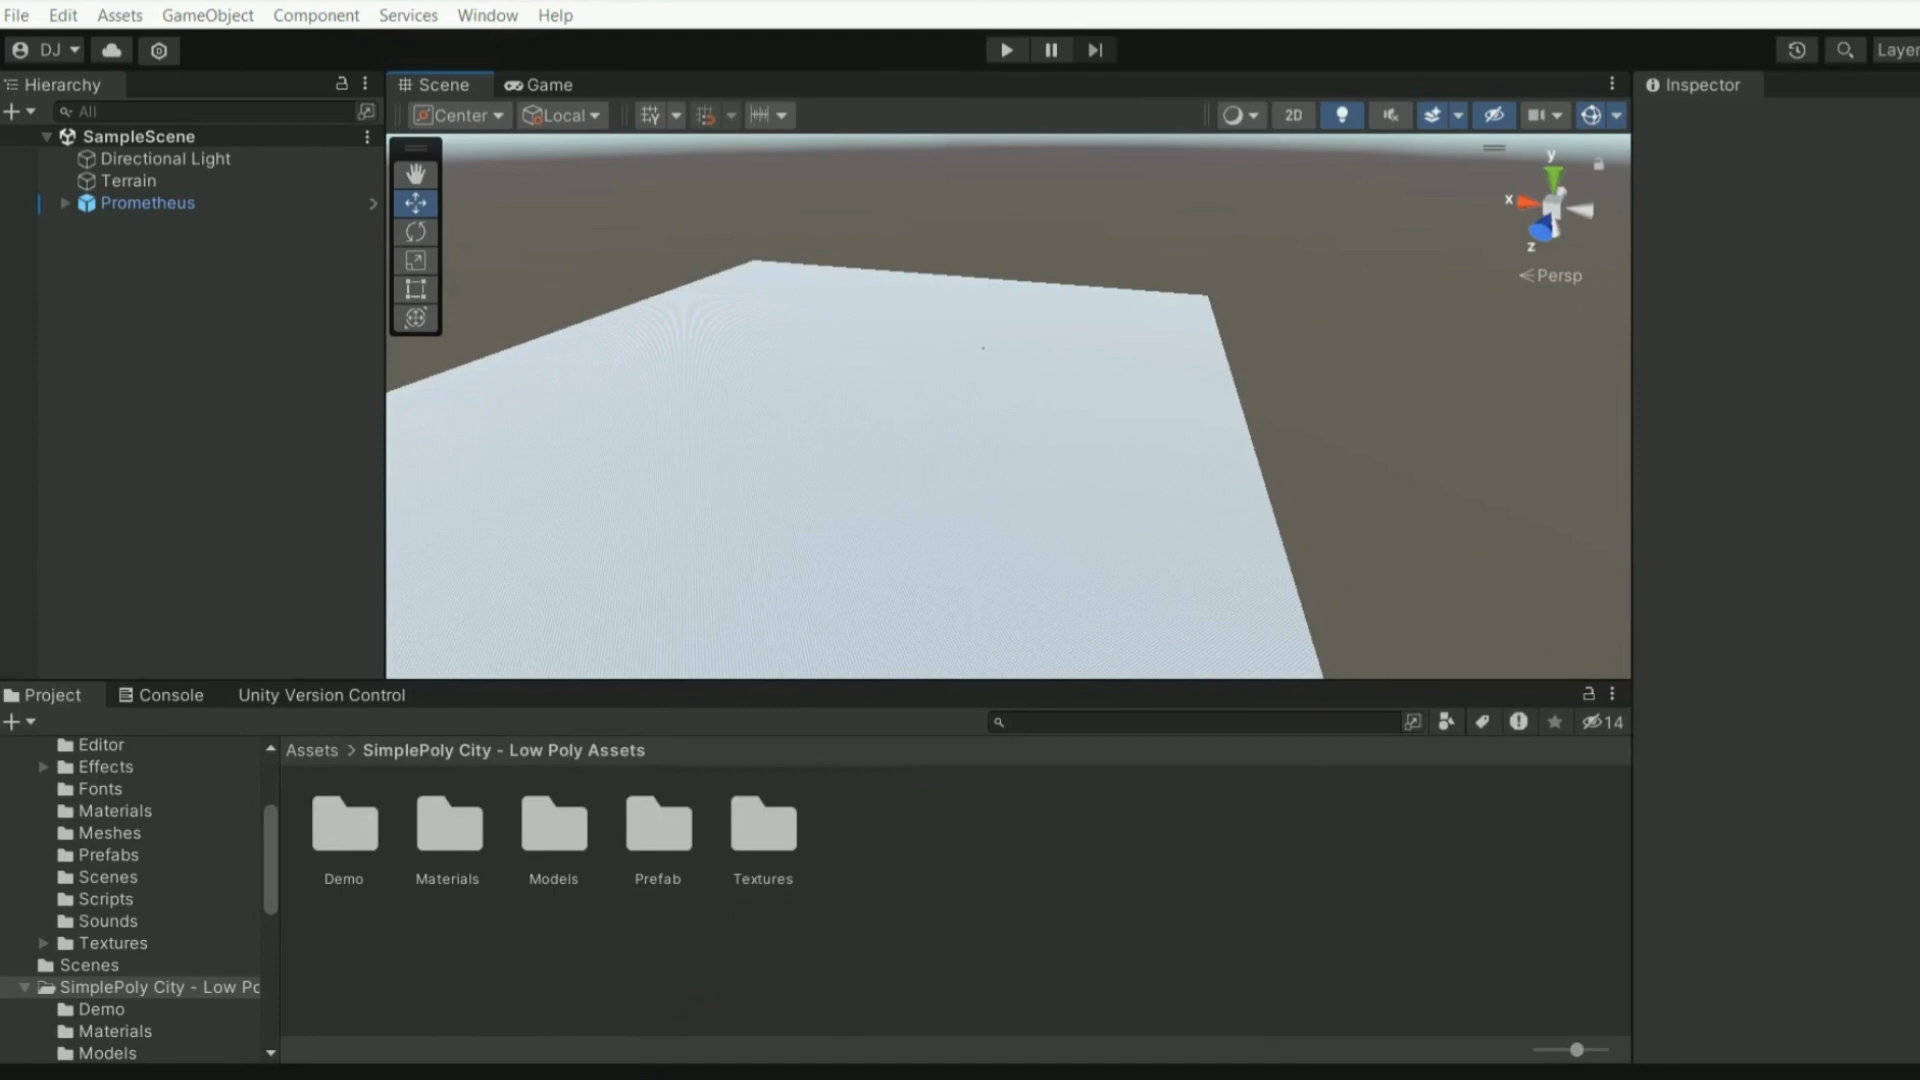 File Edit Assets GameObject Component Services Window Help
DJ
Layer
Hierarchy
Scene
Game
Inspector
All
Center
Local
2D
SampleScene
Directional Light
Terrain
Prometheus
y
x
z
Persp
Project
Console
Unity Version Control
14
Editor
Effects
Fonts
Materials
Meshes
Prefabs
Scenes
Scripts
Sounds
Textures
Scenes
SimplePoly City - Low Po
Demo
Materials
Models
Assets > SimplePoly City - Low Poly Assets
Demo
Materials
Models
Prefab
Textures